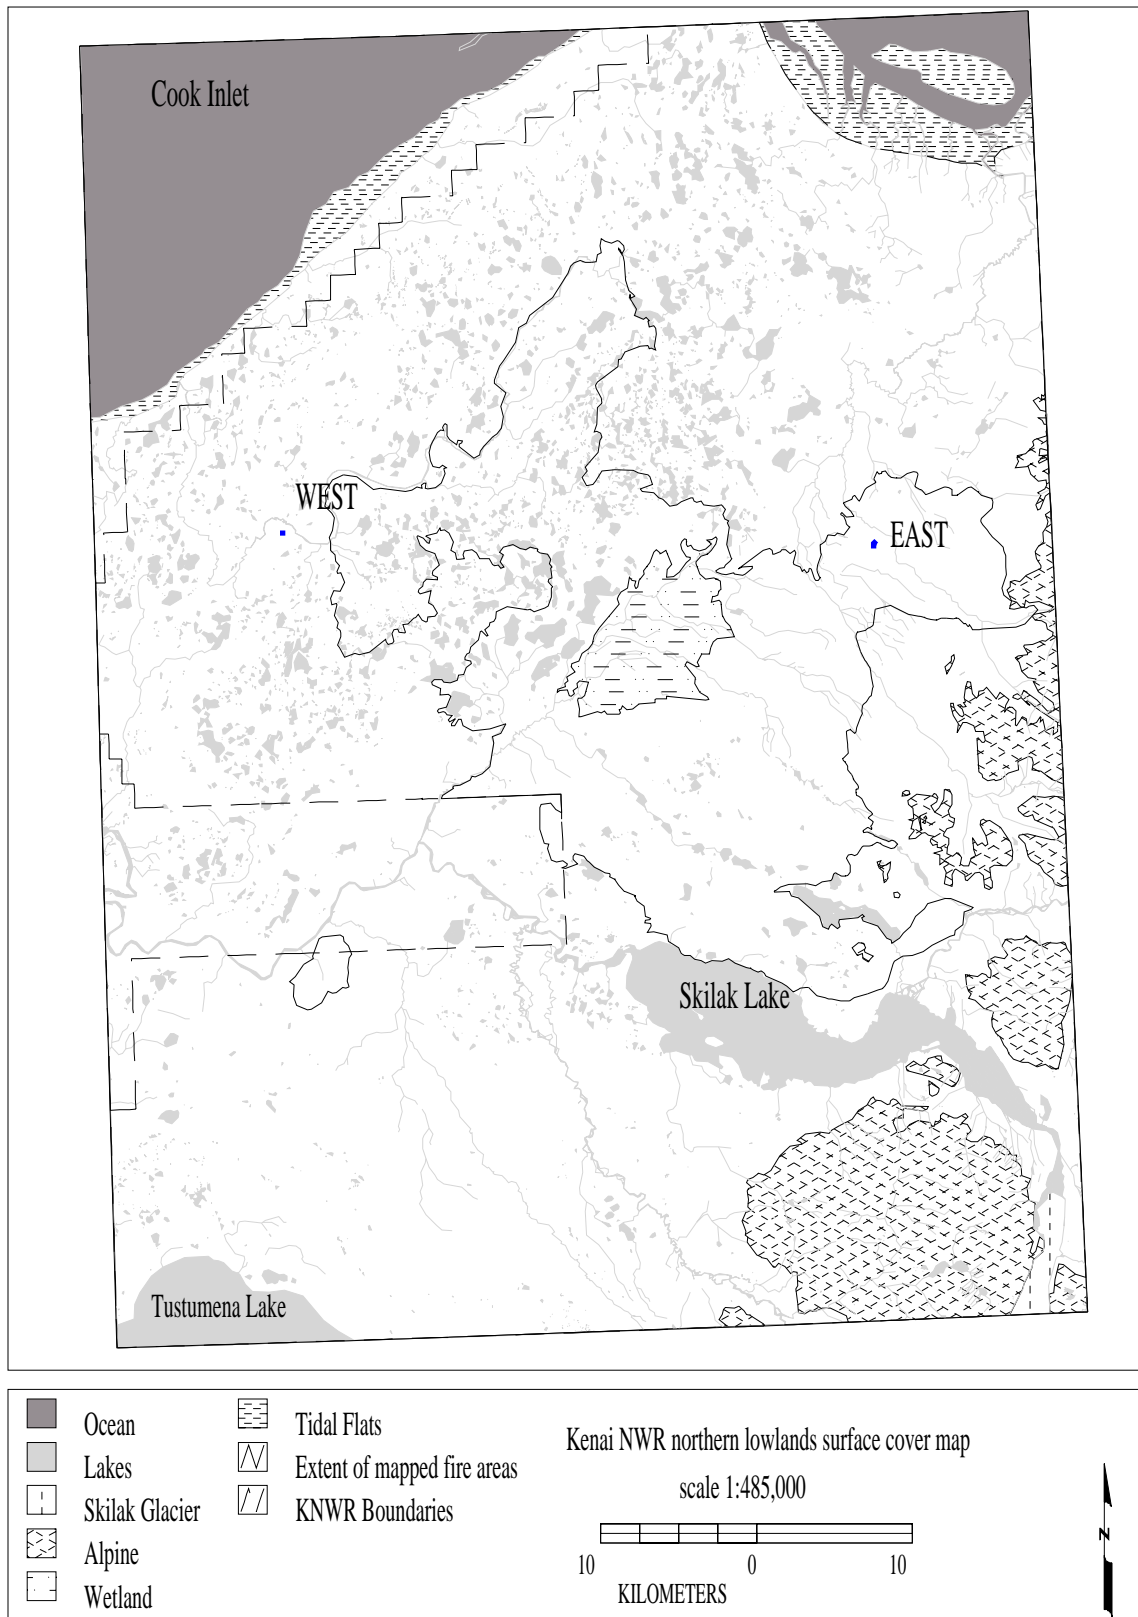 Cook Inlet
WEST
EAST
Skilak Lake
Tustumena Lake
Ocean
Lakes
Skilak Glacier
Alpine
Wetland
Tidal Flats
Extent of mapped fire areas
KNWR Boundaries
Kenai NWR northern lowlands surface cover map
scale 1:485,000
10 0 10
KILOMETERS
N